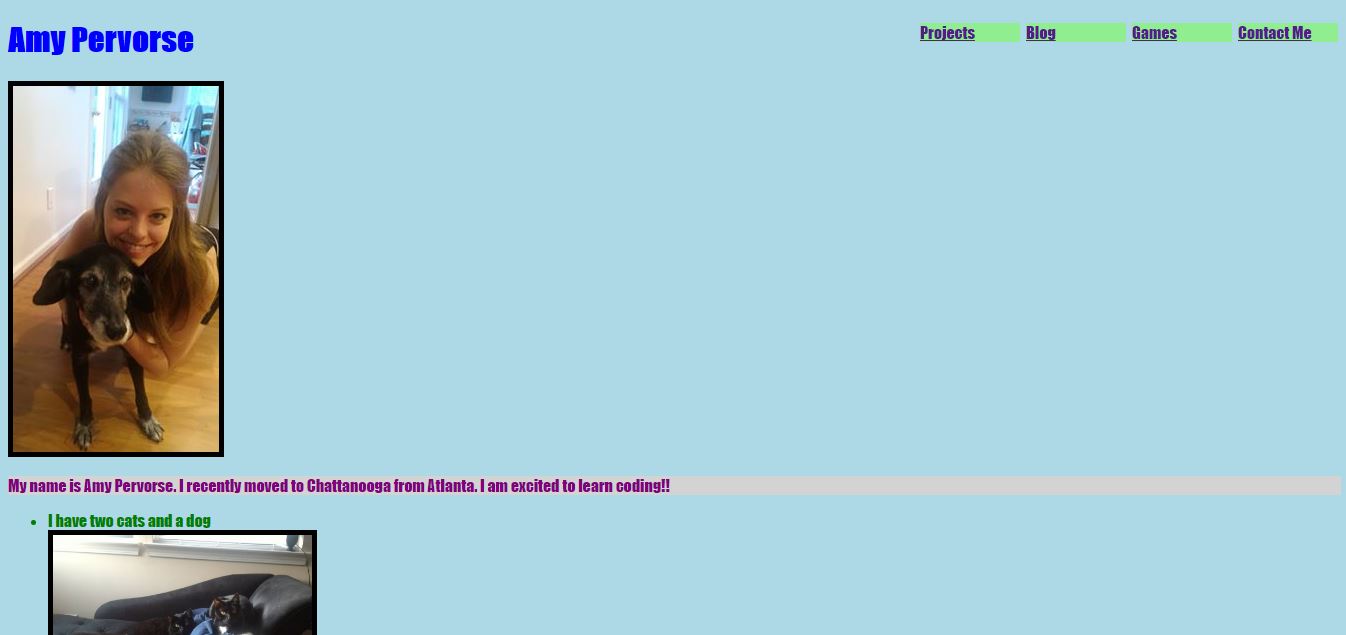 Amy Pervorse
Projects Blog Games Contact Me
My name is Amy Pervorse. I recently moved to Chattanooga from Atlanta. I am excited to learn coding!!
I have two cats and a dog